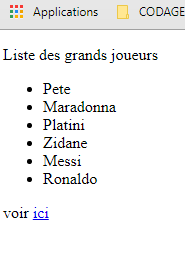 Applications CODAGE
Liste des grands joueurs
Pete
Maradonna
Platini
Zidane
Messi
Ronaldo
voir ici